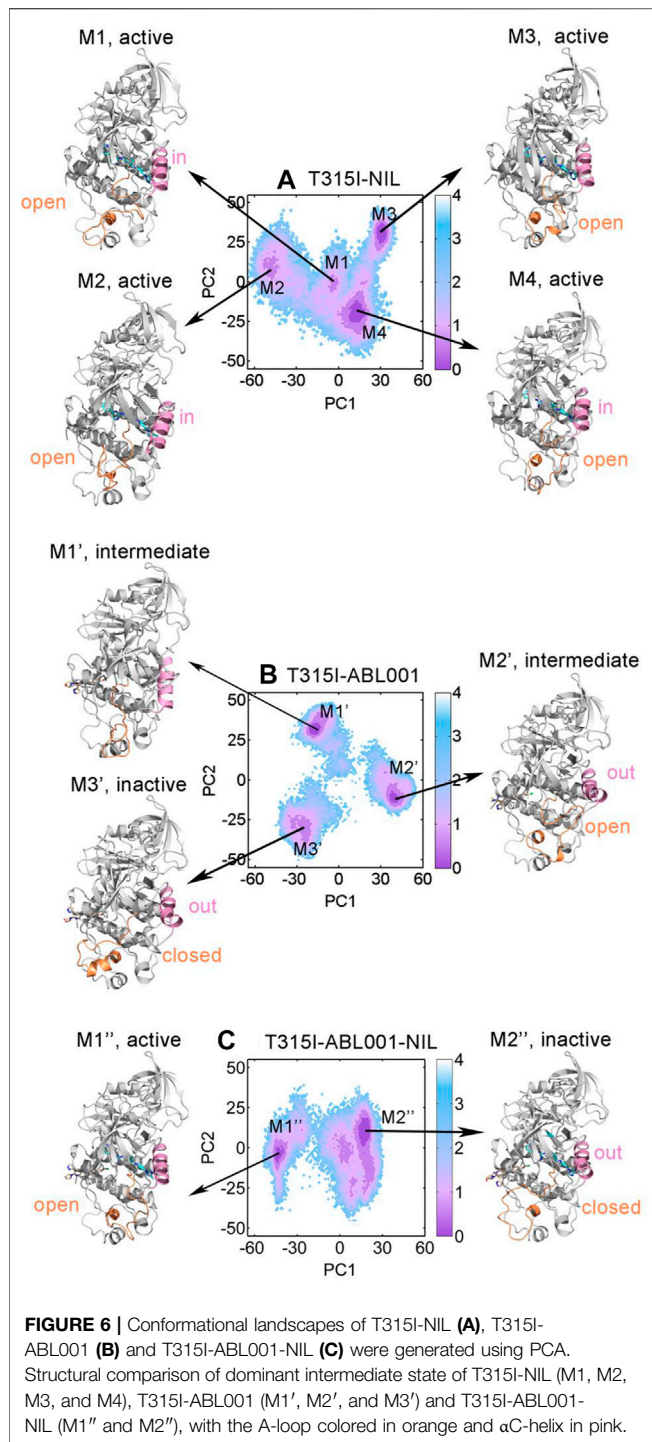 M1, active
M3, active
in
open
open
A T315I-NIL
50
25
0
-25
-50
PC2
M3
M1
M2
M4
-60 -30 0 30 60
PC1
4
3
2
1
0
M2, active
M4, active
in
open
in
open
M1’, intermediate
B T315I-ABL001
M2’, intermediate
50
25
0
-25
-50
PC2
M1’
M2’
M3’
-60 -30 0 30 60
PC1
4
3
2
1
0
out
open
M3’, inactive
out
closed
M1’’, active
C T315I-ABL001-NIL
M2’’, inactive
50
25
0
-25
-50
PC2
M1’’
M2’’
-60 -30 0 30 60
PC1
4
3
2
1
0
open
out
closed
FIGURE 6 | Conformational landscapes of T315I-NIL (A), T315I-
ABL001 (B) and T315I-ABL001-NIL (C) were generated using PCA.
Structural comparison of dominant intermediate state of T315I-NIL (M1, M2,
M3, and M4), T315I-ABL001 (M1′, M2′, and M3′) and T315I-ABL001-
NIL (M1″ and M2″), with the A-loop colored in orange and αC-helix in pink.